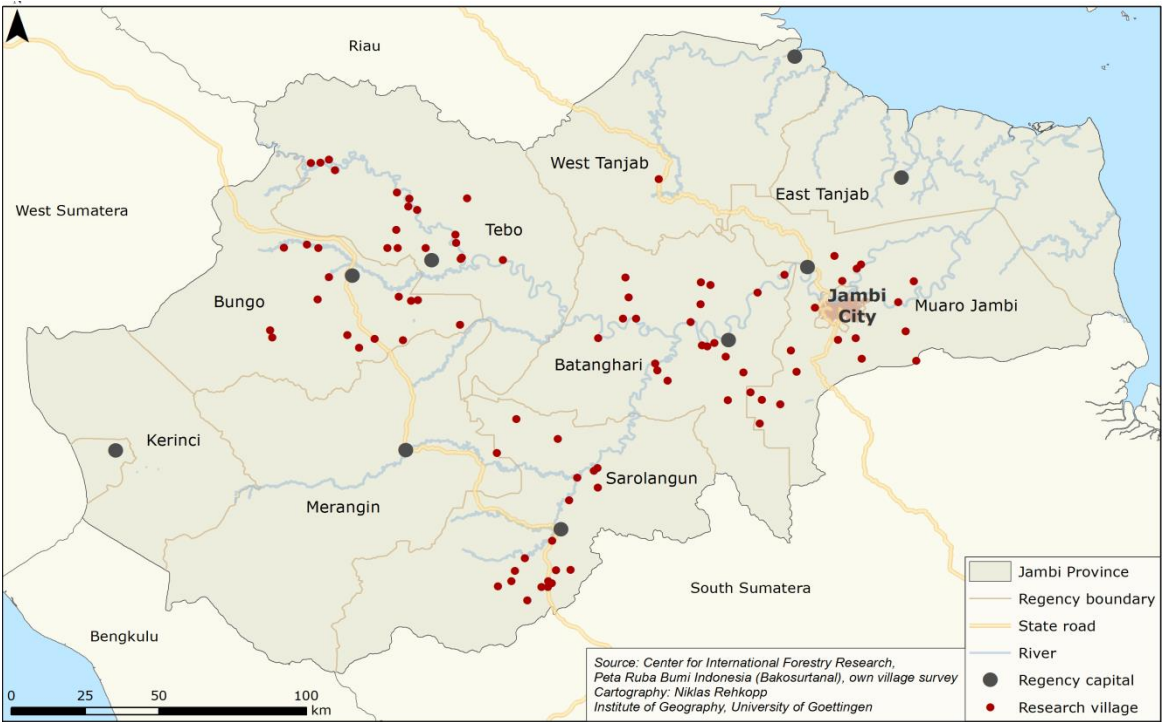 Riau
West Tanjab
East Tanjab
West Sumatera
Tebo
Bungo
Jambi
City
Muaro Jambi
Batanghari
Kerinci
Sarolangun
Merangin
South Sumatera
Bengkulu
0 25 50 100
km
Source: Center for International Forestry Research,
Peta Ruba Bumi Indonesia (Bakosurtanal), own village survey
Cartography: Niklas Rehkopp
Institute of Geography, University of Goettingen
Jambi Province
Regency boundary
State road
River
Regency capital
Research village